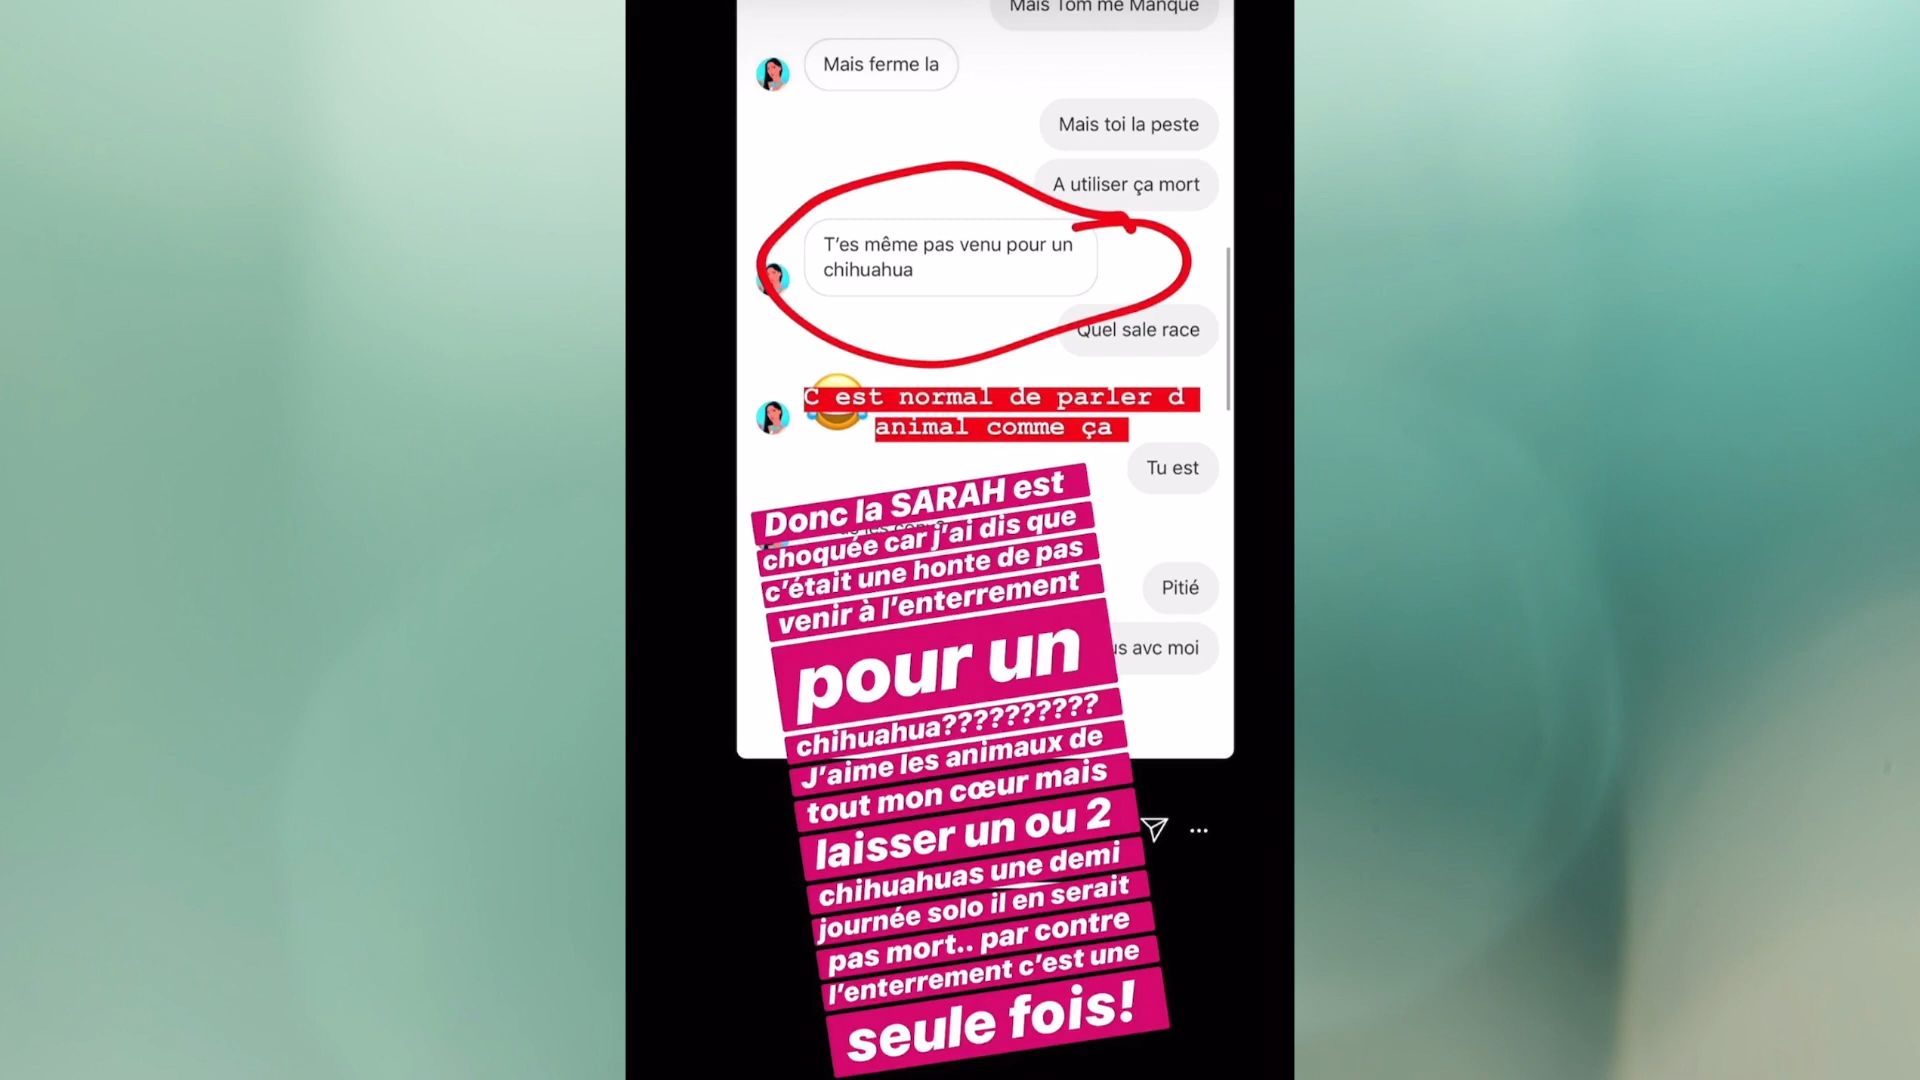 Mais Tom me Manque
Mais ferme la
Mais toi la peste
A utiliser ça mort
T'es même pas venu pour un
chihuahua
Quel sale race
C est normal de parler d
animal comme ça
Tu est
Donc la SARAH est
choquée car j'ai dis que
c'était une honte de pas
venir à l'enterrement
Pitié
pour un
us avc moi
chihuahua??????????
J'aime les animaux de
tout mon cœur mais
laisser un ou 2
chihuahuas une demi
journée solo il en serait
pas mort.. par contre
l'enterrement c'est une
seule fois!